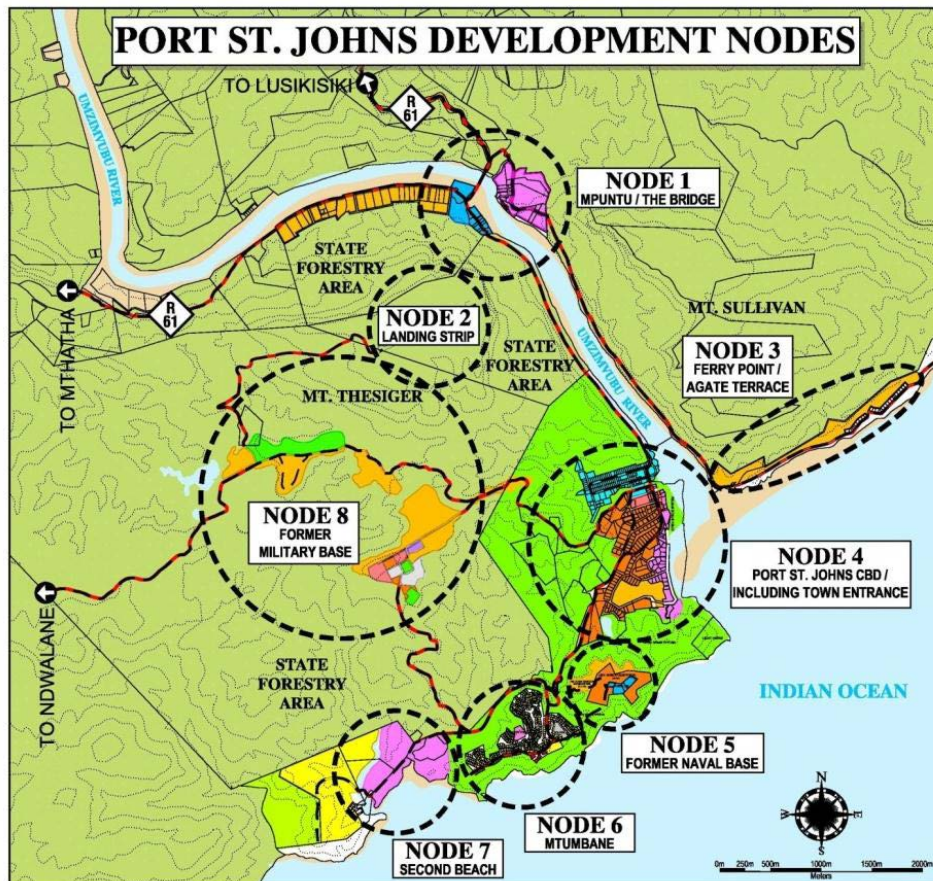 PORT ST. JOHNS DEVELOPMENT NODES
TO LUSIKISIKI
R
61
UMZIMVUBU RIVER
NODE 1
MPUNTU / THE BRIDGE
STATE
FORESTRY
AREA
R
61
TO MTHATHA
NODE 2
LANDING STRIP
STATE
FORESTRY
AREA
UMZIMVUBU RIVER
MT. SULLIVAN
NODE 3
FERRY POINT /
AGATE TERRACE
MT. THESIGER
NODE 8
FORMER
MILITARY BASE
NODE 4
PORT ST. JOHNS CBD /
INCLUDING TOWN ENTRANCE
TO NDWALANE
STATE
FORESTRY
AREA
INDIAN OCEAN
NODE 5
FORMER NAVAL BASE
NODE 6
MTUMBANE
NODE 7
SECOND BEACH
N
W
E
S
0m 250m 500m 1000m 1500m 2000m
Meters